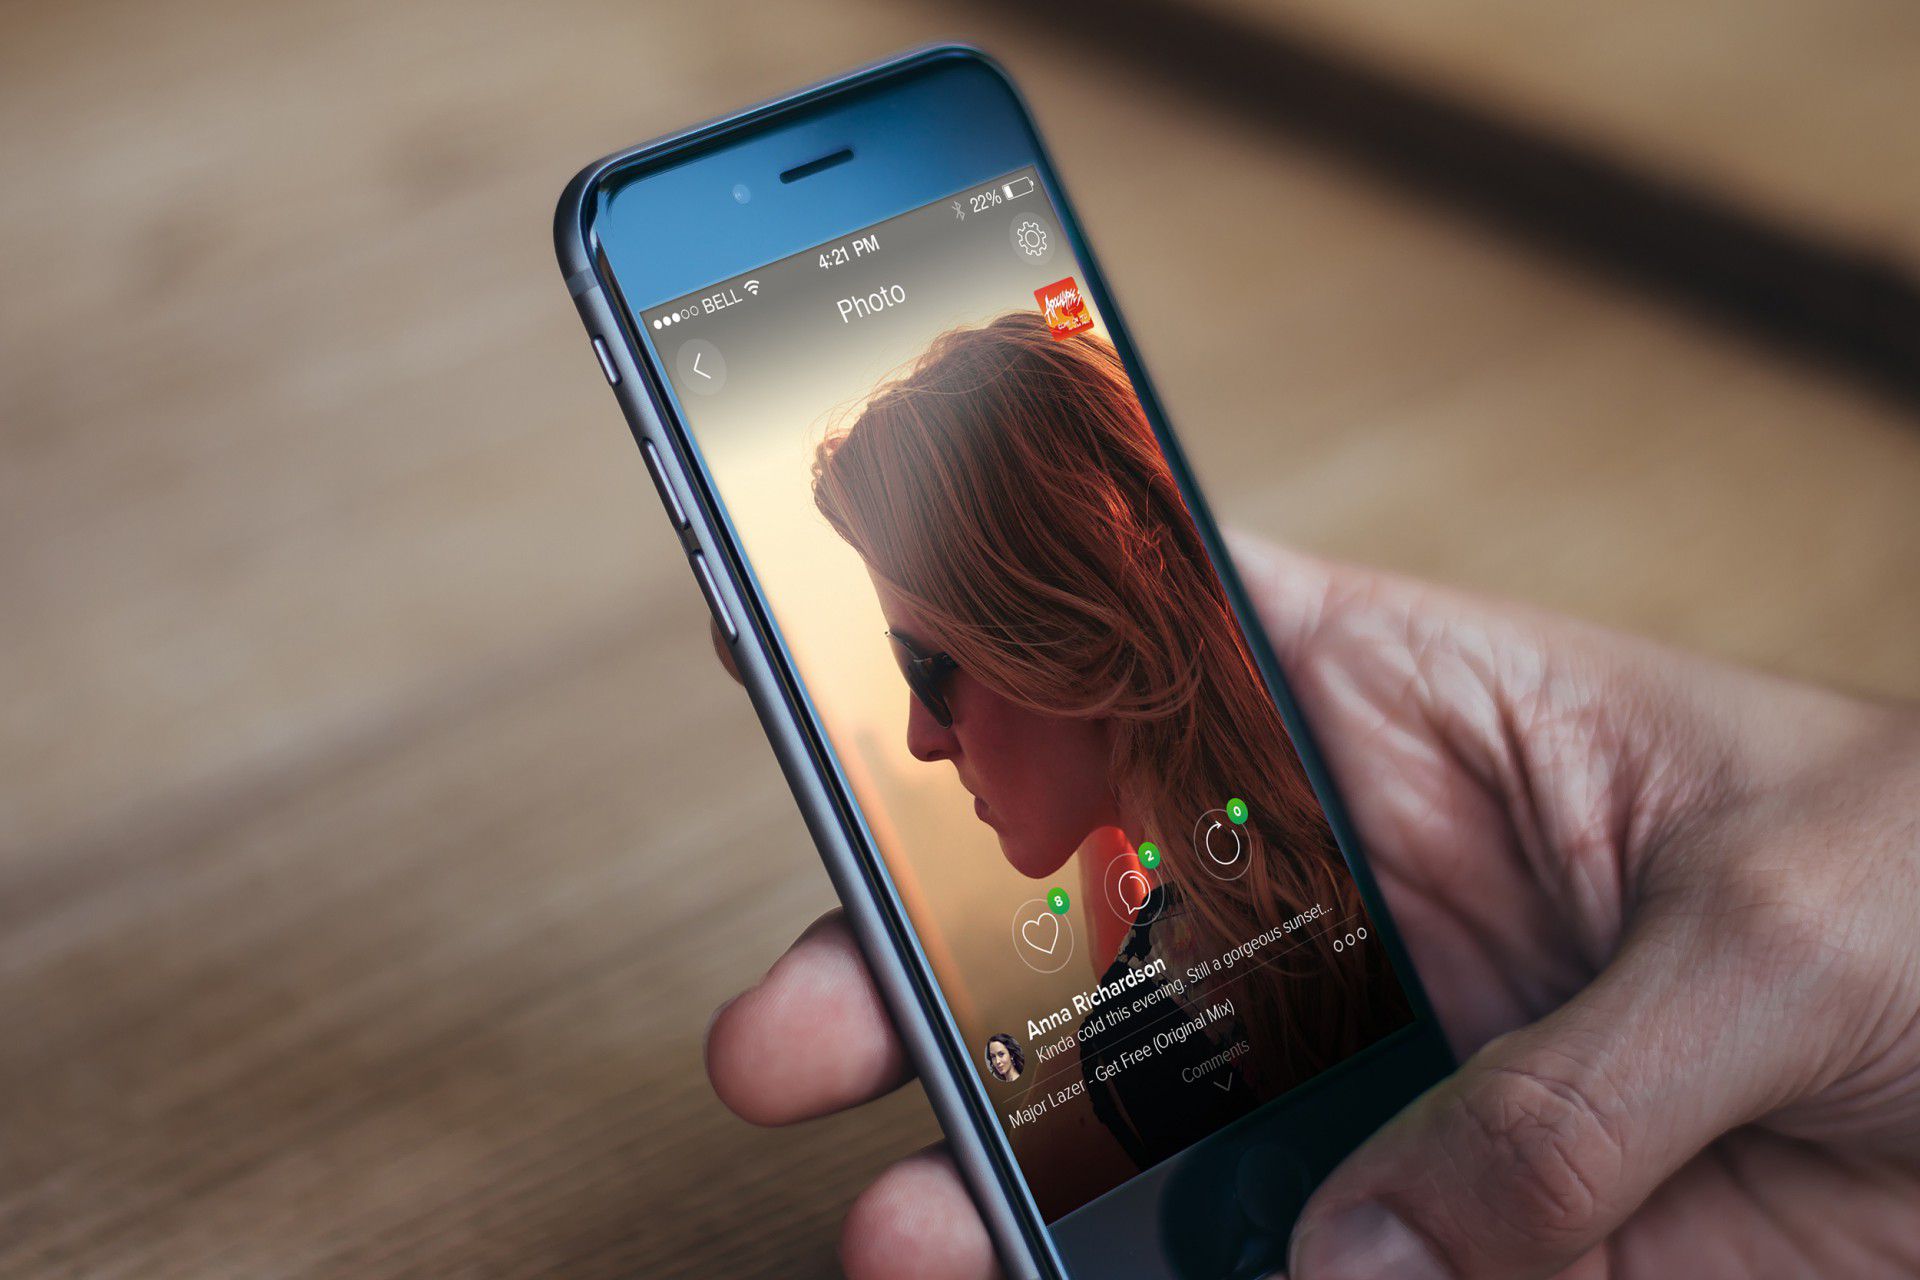 BELL
4:21 PM
22%
Photo
Apocalypse
8
2
0
Anna Richardson
Kinda cold this evening. Still a gorgeous sunset...
Major Lazer - Get Free (Original Mix)
Comments